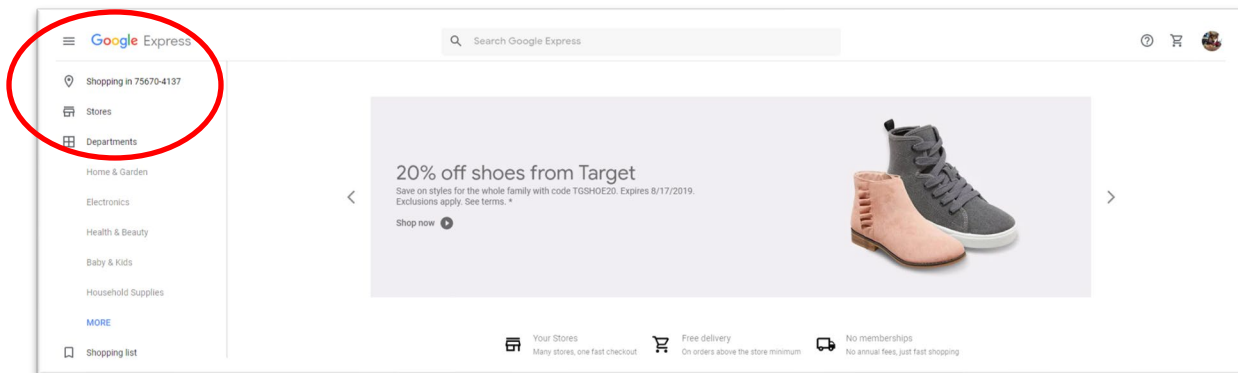 Google Express
Search Google Express
Shopping in 75670-4137
Stores
Departments
Home & Garden
Electronics
Health & Beauty
Baby & Kids
Household Supplies
MORE
Shopping list
20% off shoes from Target
Save on styles for the whole family with code TGSHOE20. Expires 8/17/2019.
Exclusions apply. See terms. *
Shop now
Your Stores
Many stores, one fast checkout
Free delivery
On orders above the store minimum
No memberships
No annual fees, just fast shopping